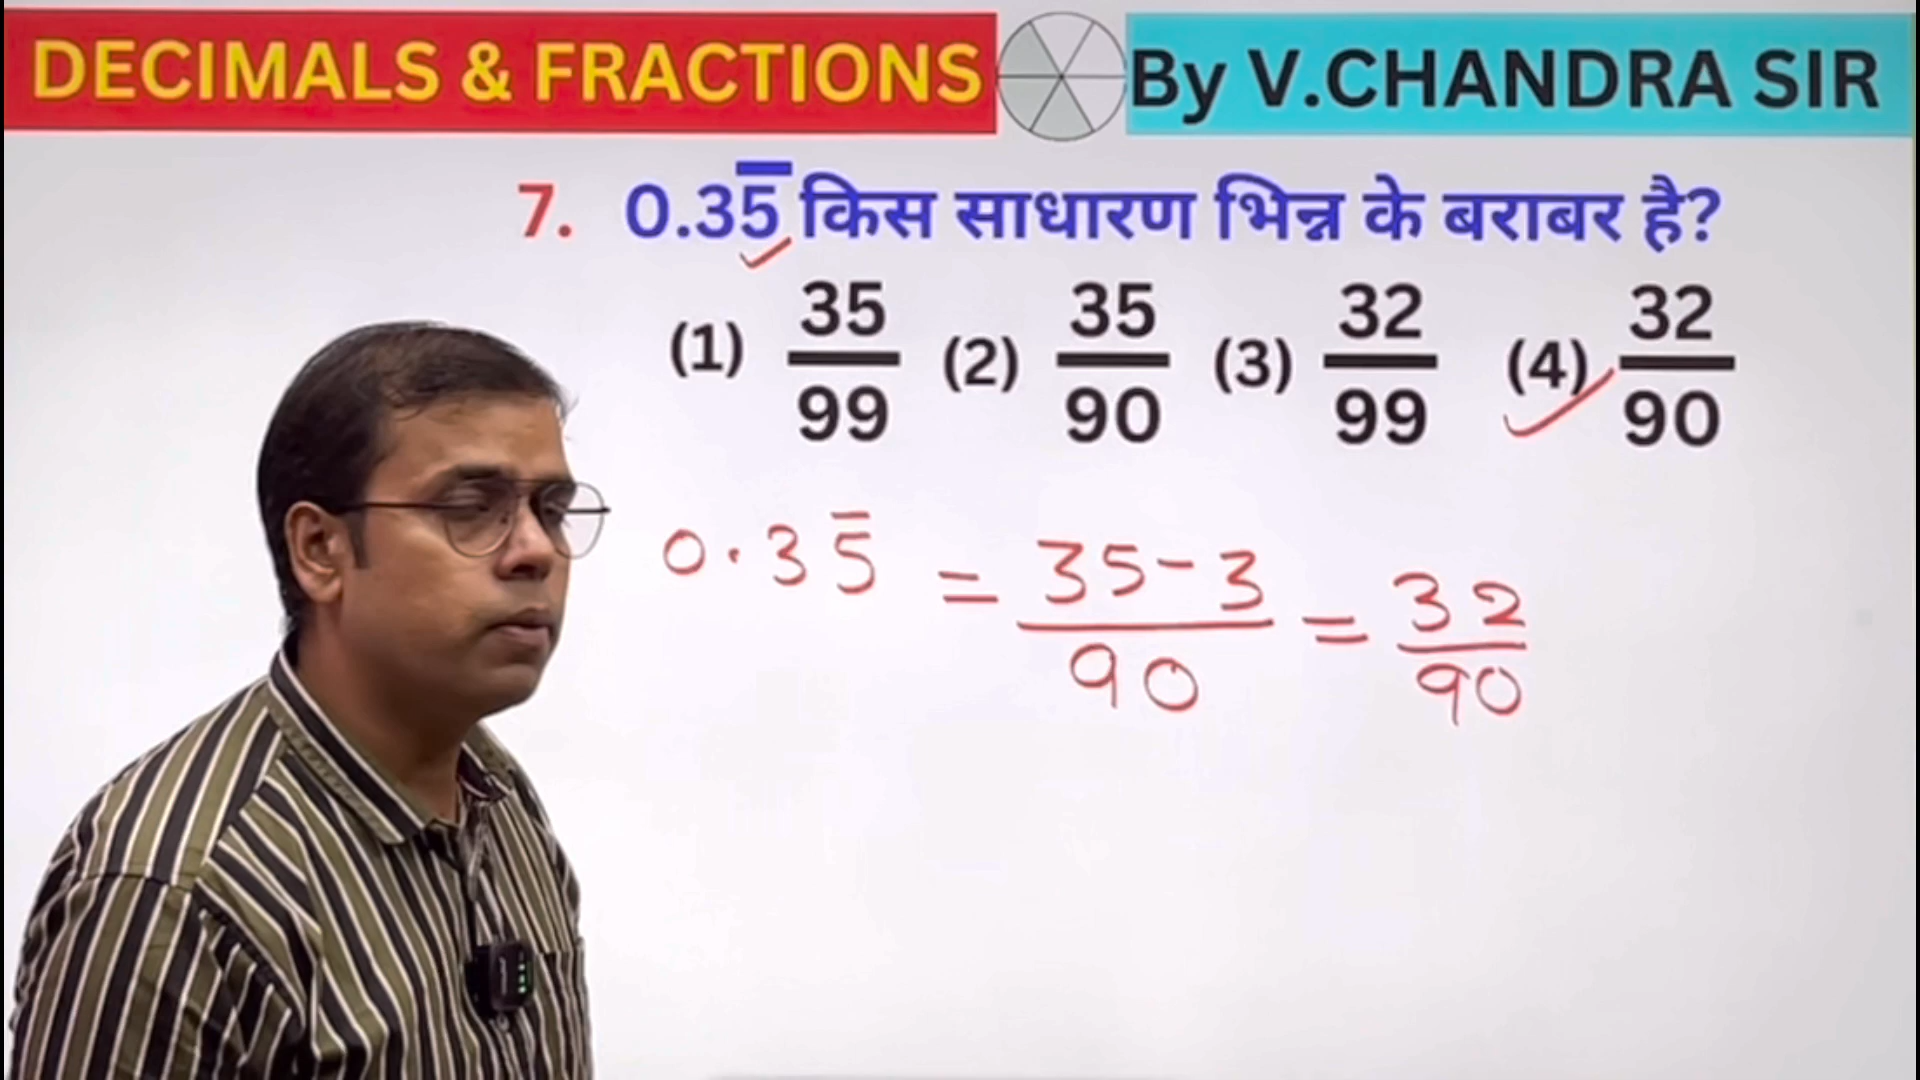 DECIMALS & FRACTIONS By V.CHANDRA SIR
7. 0.35̅ किस साधारण भिन्न के बराबर है?
(1) 35/99 (2) 35/90 (3) 32/99 (4) 32/90
0.35̅ = 35-3/90 = 32/90